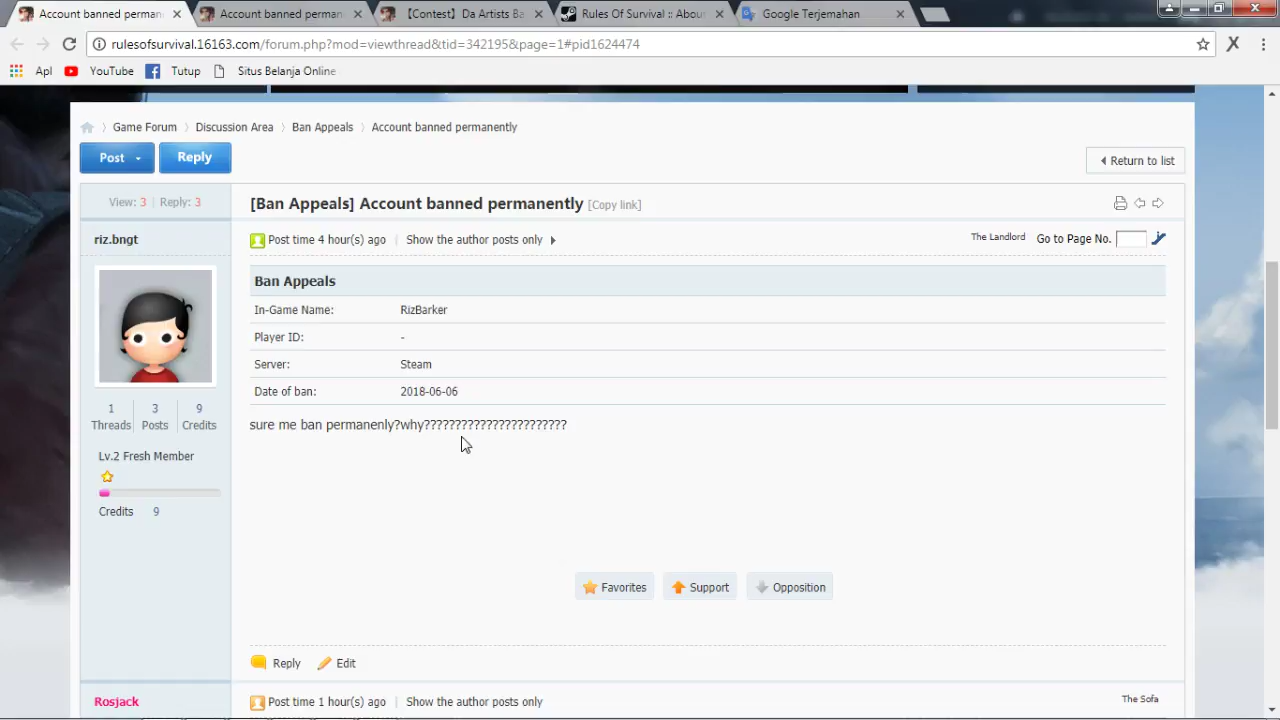 Account banned perman
Account banned perman
【Contest】Da Artists Ba
Rules Of Survival :: Abou
Google Terjemahan
rulesofsurvival.16163.com/forum.php?mod=viewthread&tid=342195&page=1#pid1624474
Apl YouTube Facebook Tutup Situs Belanja Online
Game Forum 〉 Discussion Area 〉 Ban Appeals 〉 Account banned permanently
Post Reply Return to list
View: 3 | Reply: 3 [Ban Appeals] Account banned permanently [Copy link]
riz.bngt Post time 4 hour(s) ago | Show the author posts only The Landlord Go to Page No.
Ban Appeals
In-Game Name: RizBarker
Player ID: -
Server: Steam
Date of ban: 2018-06-06
sure me ban permanenly?why???????????????????????
1 3 9
Threads Posts Credits
Lv.2 Fresh Member
Credits 9
Favorites Support Opposition
Reply Edit
Rosjack Post time 1 hour(s) ago | Show the author posts only The Sofa